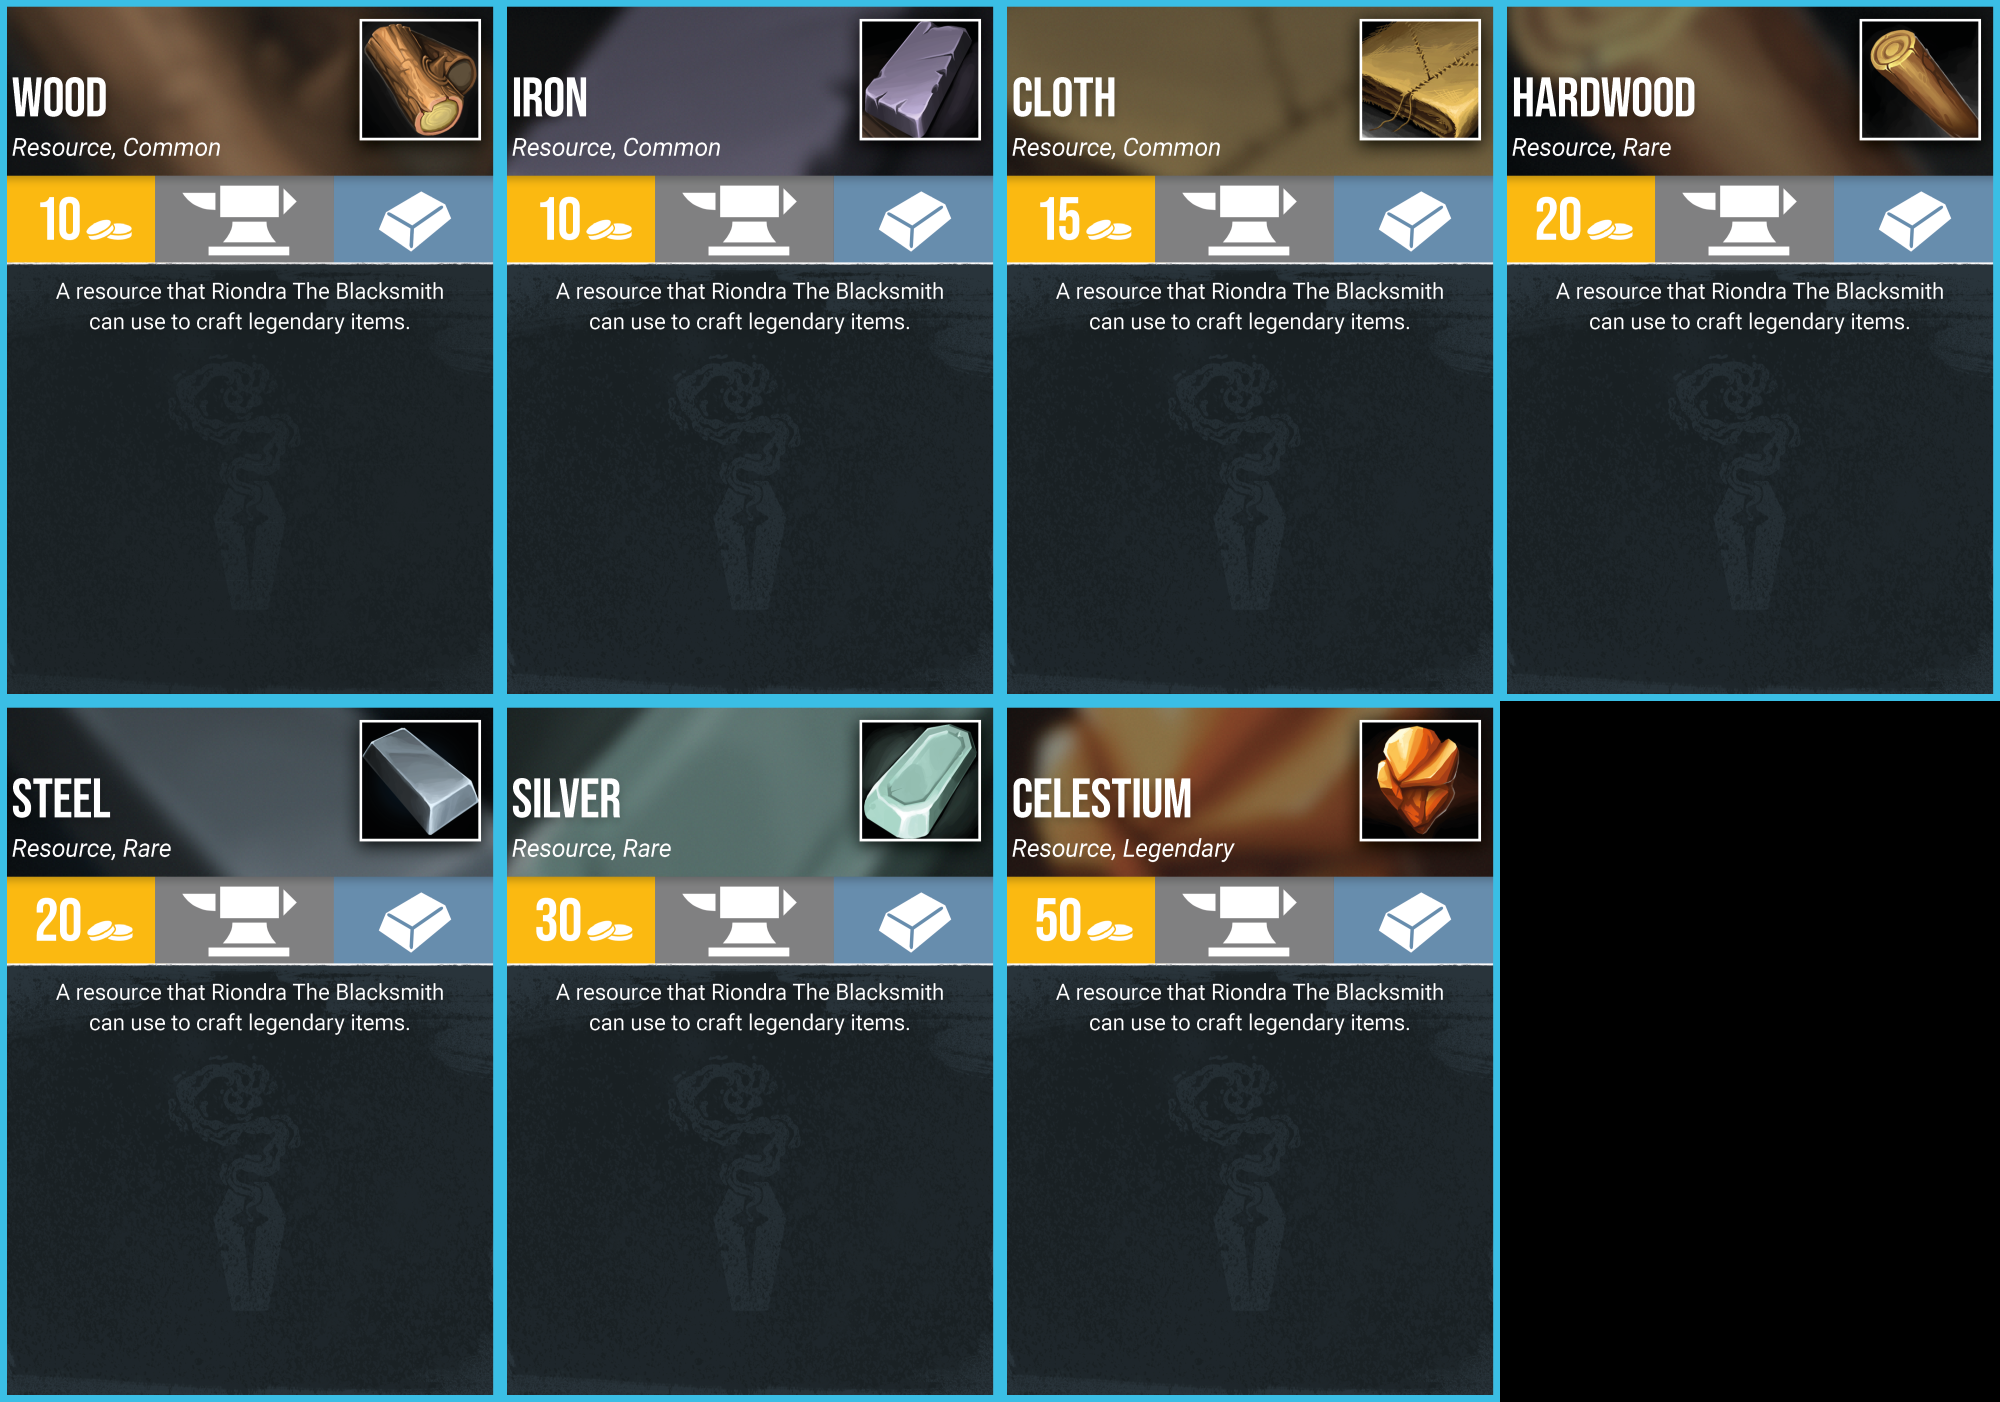 WOOD
Resource, Common
10
A resource that Riondra The Blacksmith
can use to craft legendary items.
IRON
Resource, Common
10
A resource that Riondra The Blacksmith
can use to craft legendary items.
CLOTH
Resource, Common
15
A resource that Riondra The Blacksmith
can use to craft legendary items.
HARDWOOD
Resource, Rare
20
A resource that Riondra The Blacksmith
can use to craft legendary items.
STEEL
Resource, Rare
20
A resource that Riondra The Blacksmith
can use to craft legendary items.
SILVER
Resource, Rare
30
A resource that Riondra The Blacksmith
can use to craft legendary items.
CELESTIUM
Resource, Legendary
50
A resource that Riondra The Blacksmith
can use to craft legendary items.